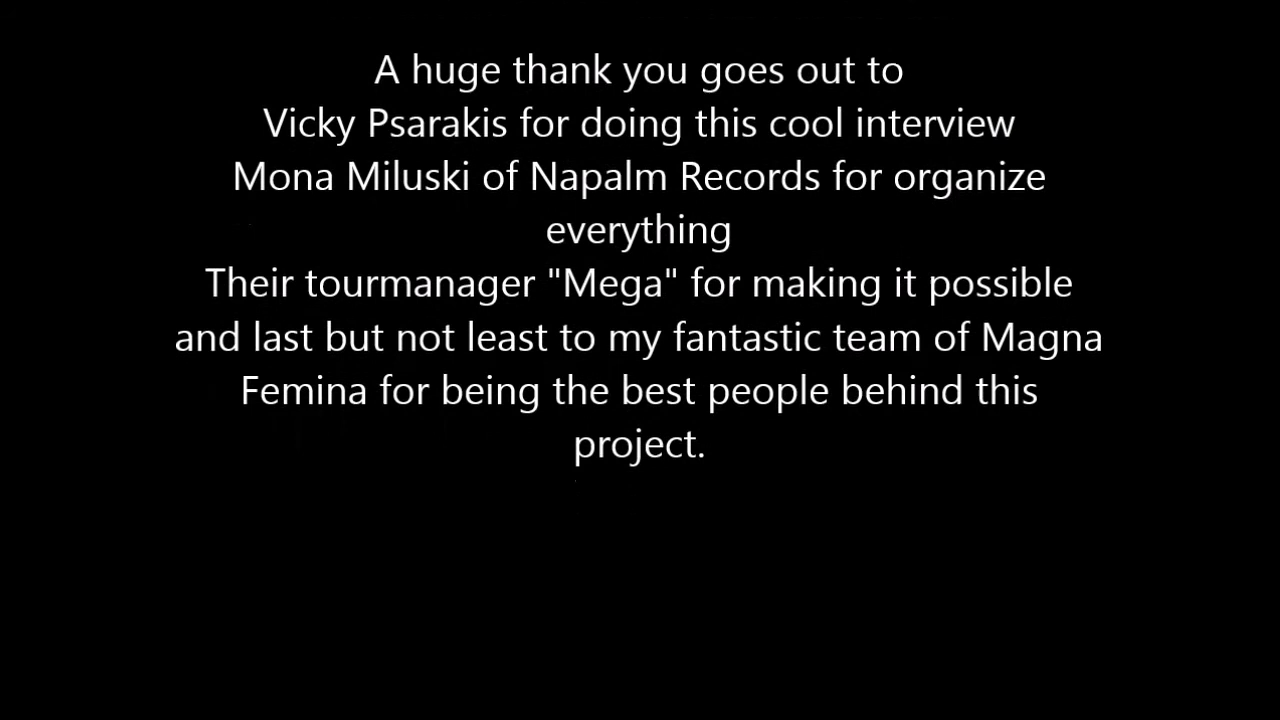 A huge thank you goes out to
Vicky Psarakis for doing this cool interview
Mona Miluski of Napalm Records for organize
everything
Their tourmanager "Mega" for making it possible
and last but not least to my fantastic team of Magna
Femina for being the best people behind this
project.